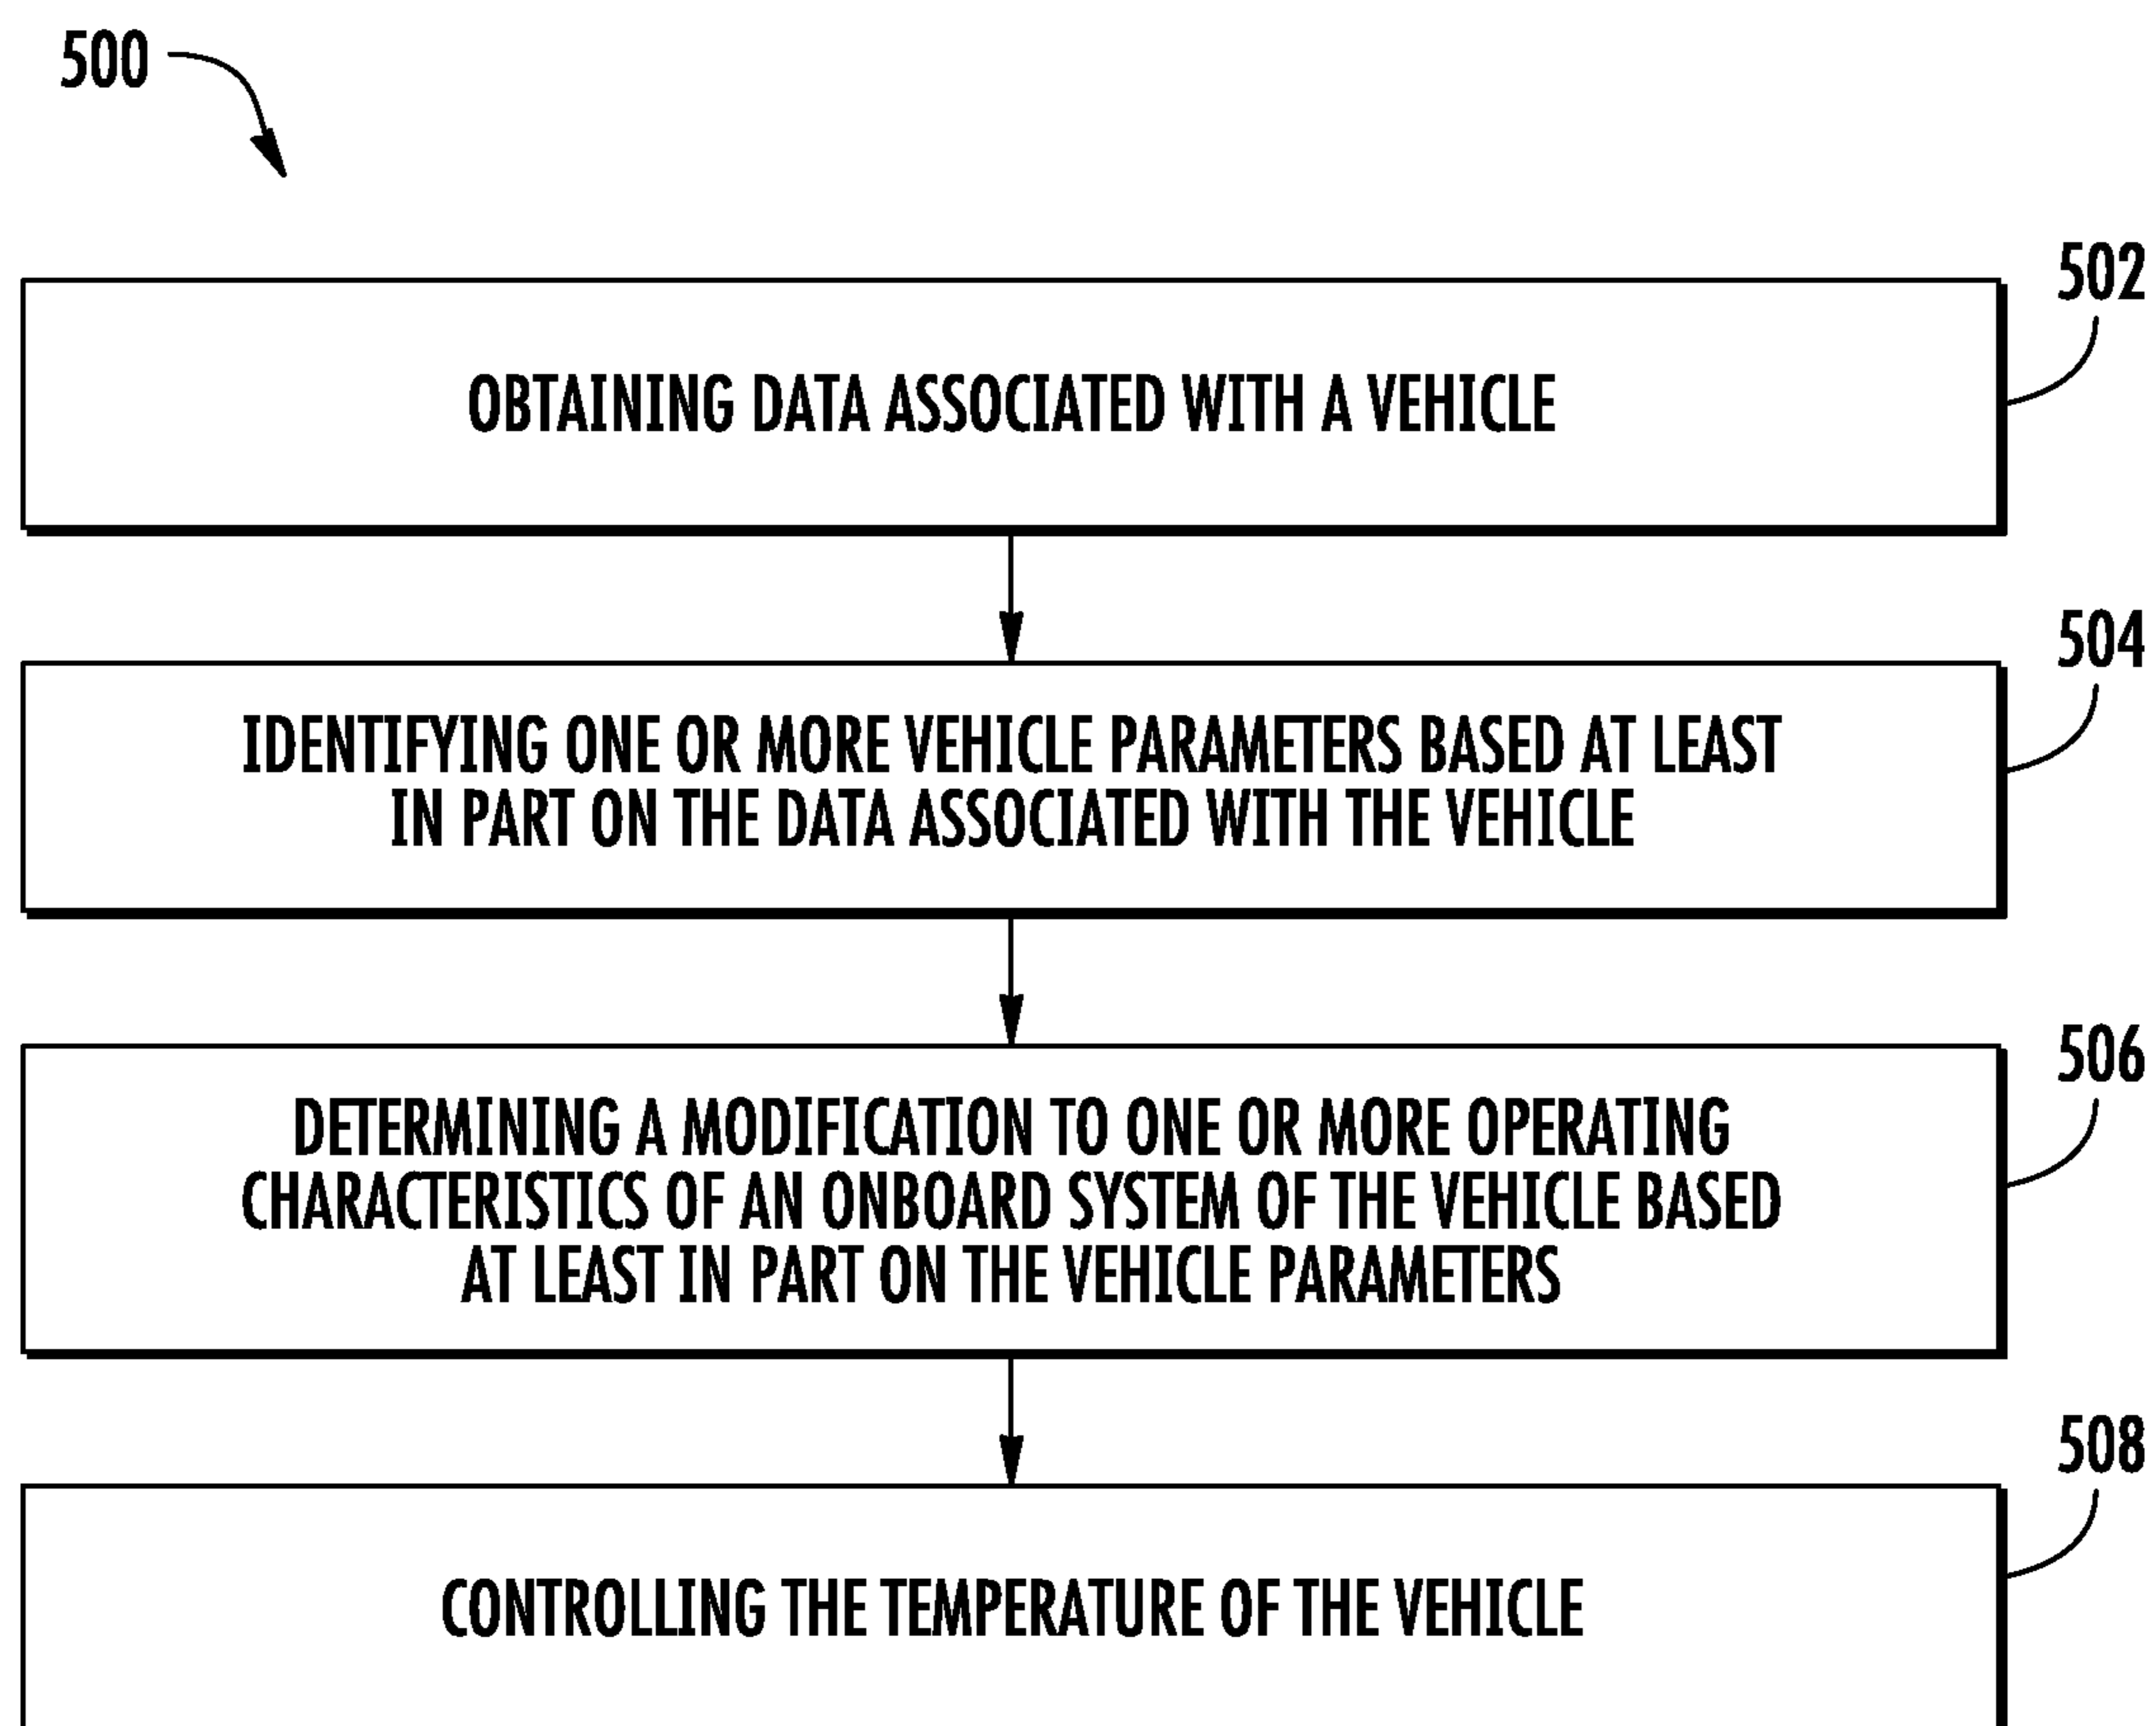 500
502
OBTAINING DATA ASSOCIATED WITH A VEHICLE
504
IDENTIFYING ONE OR MORE VEHICLE PARAMETERS BASED AT LEAST
IN PART ON THE DATA ASSOCIATED WITH THE VEHICLE
506
DETERMINING A MODIFICATION TO ONE OR MORE OPERATING
CHARACTERISTICS OF AN ONBOARD SYSTEM OF THE VEHICLE BASED
AT LEAST IN PART ON THE VEHICLE PARAMETERS
508
CONTROLLING THE TEMPERATURE OF THE VEHICLE